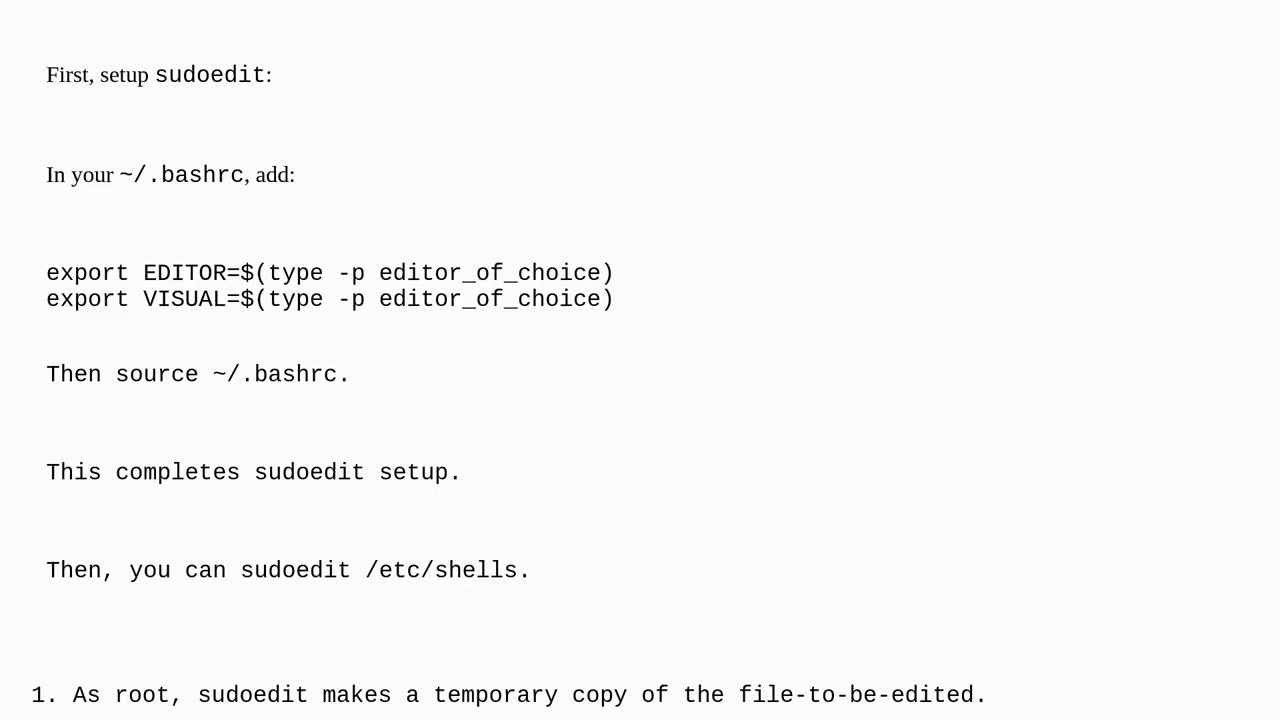 First, setup sudoedit:
In your ~/.bashrc, add:
export EDITOR=$(type -p editor_of_choice)
export VISUAL=$(type -p editor_of_choice)
Then source ~/.bashrc.
This completes sudoedit setup.
Then, you can sudoedit /etc/shells.
1. As root, sudoedit makes a temporary copy of the file-to-be-edited.